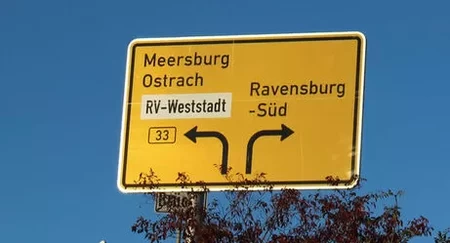 Meersburg
Ostrach
RV-Weststadt
33
Ravensburg
-Süd